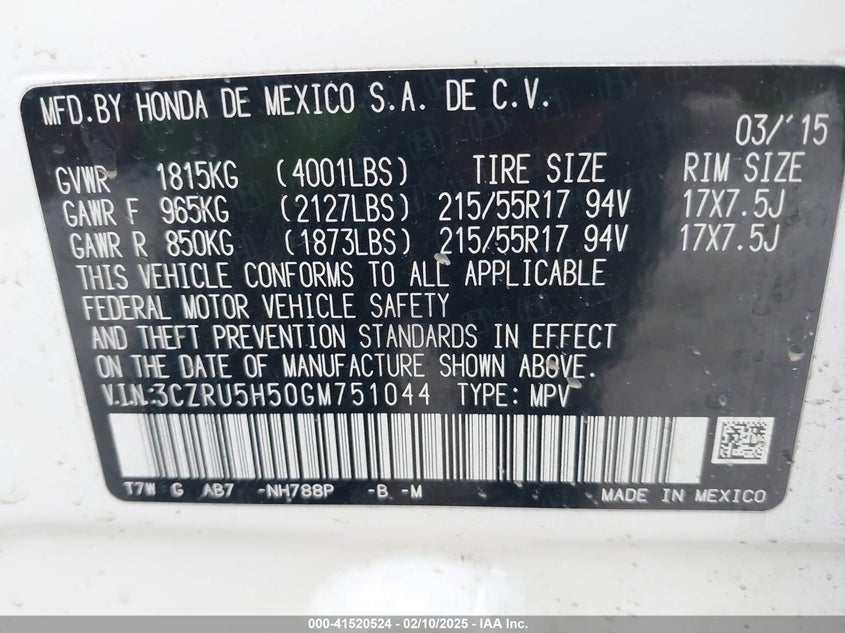 MFD.BY HONDA DE MEXICO S.A. DE C.V.
03/'15
GVWR 1815KG (4001LBS) TIRE SIZE RIM SIZE
GAWR F 965KG (2127LBS) 215/55R17 94V 17X7.5J
GAWR R 850KG (1873LBS) 215/55R17 94V 17X7.5J
THIS VEHICLE CONFORMS TO ALL APPLICABLE
FEDERAL MOTOR VEHICLE SAFETY
AND THEFT PREVENTION STANDARDS IN EFFECT
ON THE DATE OF MANUFACTURE SHOWN ABOVE.
V.I.N.:3CZRU5H50GM751044 TYPE: MPV
T7W G AB7 -NH788P -B -M
MADE IN MEXICO
000-41520524 — 02/10/2025 — IAA Inc.